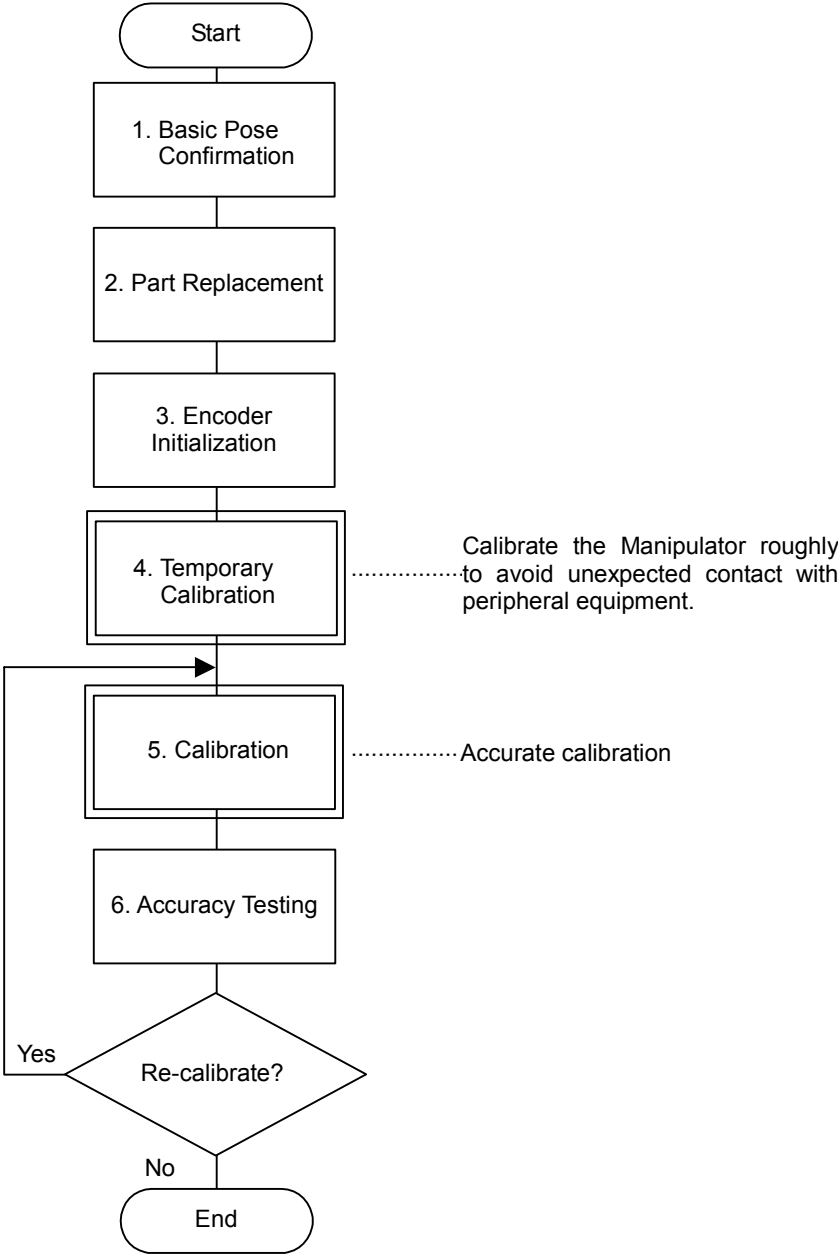 Start
1. Basic Pose
Confirmation
2. Part Replacement
3. Encoder
Initialization
4. Temporary
Calibration
Calibrate the Manipulator roughly
to avoid unexpected contact with
peripheral equipment.
5. Calibration
Accurate calibration
6. Accuracy Testing
Yes
Re-calibrate?
No
End